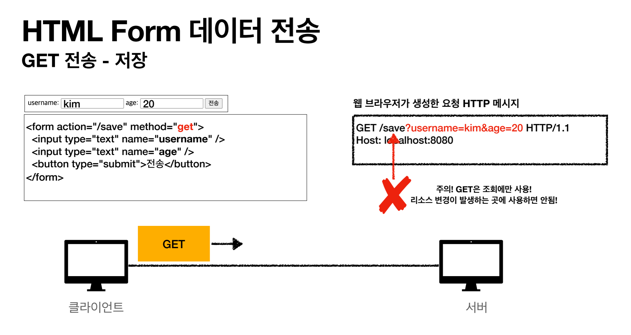 HTML Form 데이터 전송
GET 전송 - 저장
username: kim age: 20 전송
<form action="/save" method="get">
<input type="text" name="username" />
<input type="text" name="age" />
<button type="submit">전송</button>
</form>
웹 브라우저가 생성한 요청 HTTP 메시지
GET /save?username=kim&age=20 HTTP/1.1
Host: localhost:8080
주의! GET은 조회에만 사용!
리소스 변경이 발생하는 곳에 사용하면 안됨!
GET
클라이언트
서버